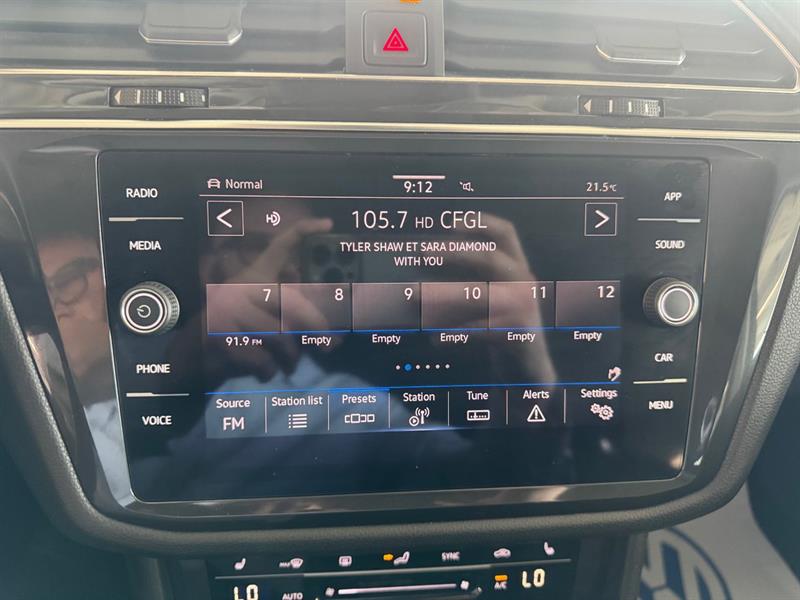 RADIO
MEDIA
PHONE
VOICE
Normal 9:12 21.5°C
105.7 HD CFGL
TYLER SHAW ET SARA DIAMOND
WITH YOU
7 8 9 10 11 12
91.9 FM Empty Empty Empty Empty Empty
Source Station list Presets Station Tune Alerts Settings
FM
APP
SOUND
CAR
MENU
MAX SYNC
LO AUTO A/C LO